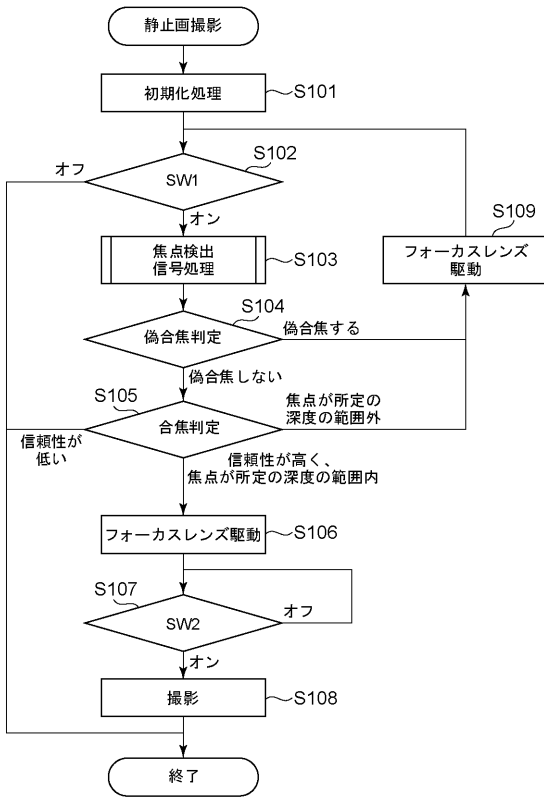 静止画撮影
初期化処理
S101
S102
オフ
SW1
オン
S109
フォーカスレンズ
駆動
焦点検出
信号処理
S103
S104
偽合焦判定
偽合焦する
偽合焦しない
S105
合焦判定
焦点が所定の
深度の範囲外
信頼性が
低い
信頼性が高く、
焦点が所定の深度の範囲内
フォーカスレンズ駆動
S106
S107
SW2
オフ
オン
撮影
S108
終了